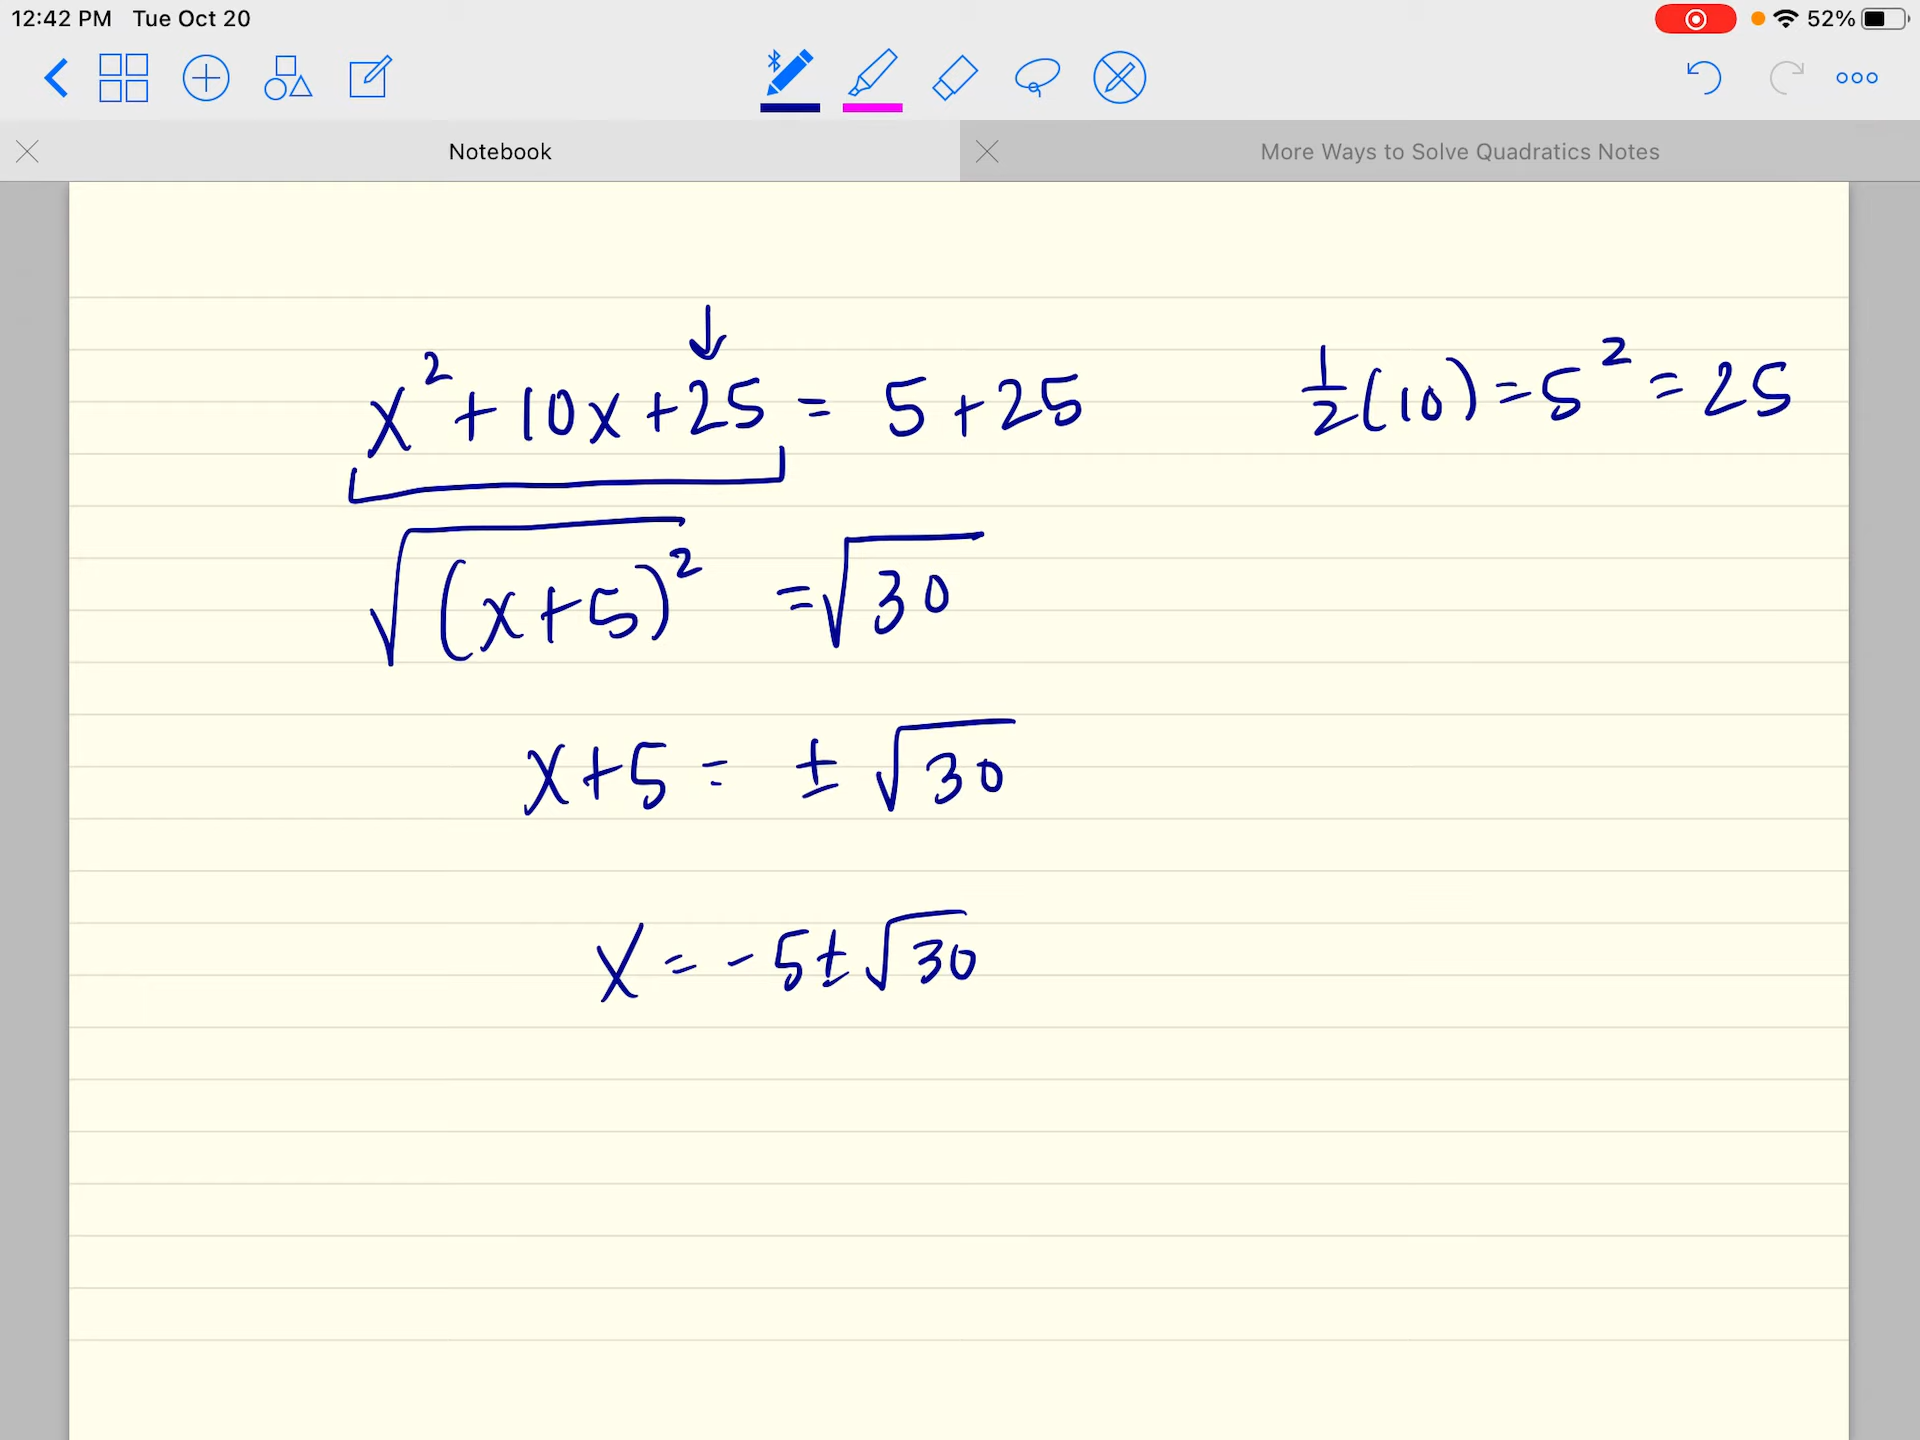 12:42 PM Tue Oct 20 52%
Notebook More Ways to Solve Quadratics Notes
x² + 10x + 25 = 5 + 25 1/2(10) = 5² = 25
√(x+5)² = √30
x + 5 = ± √30
x = -5 ± √30